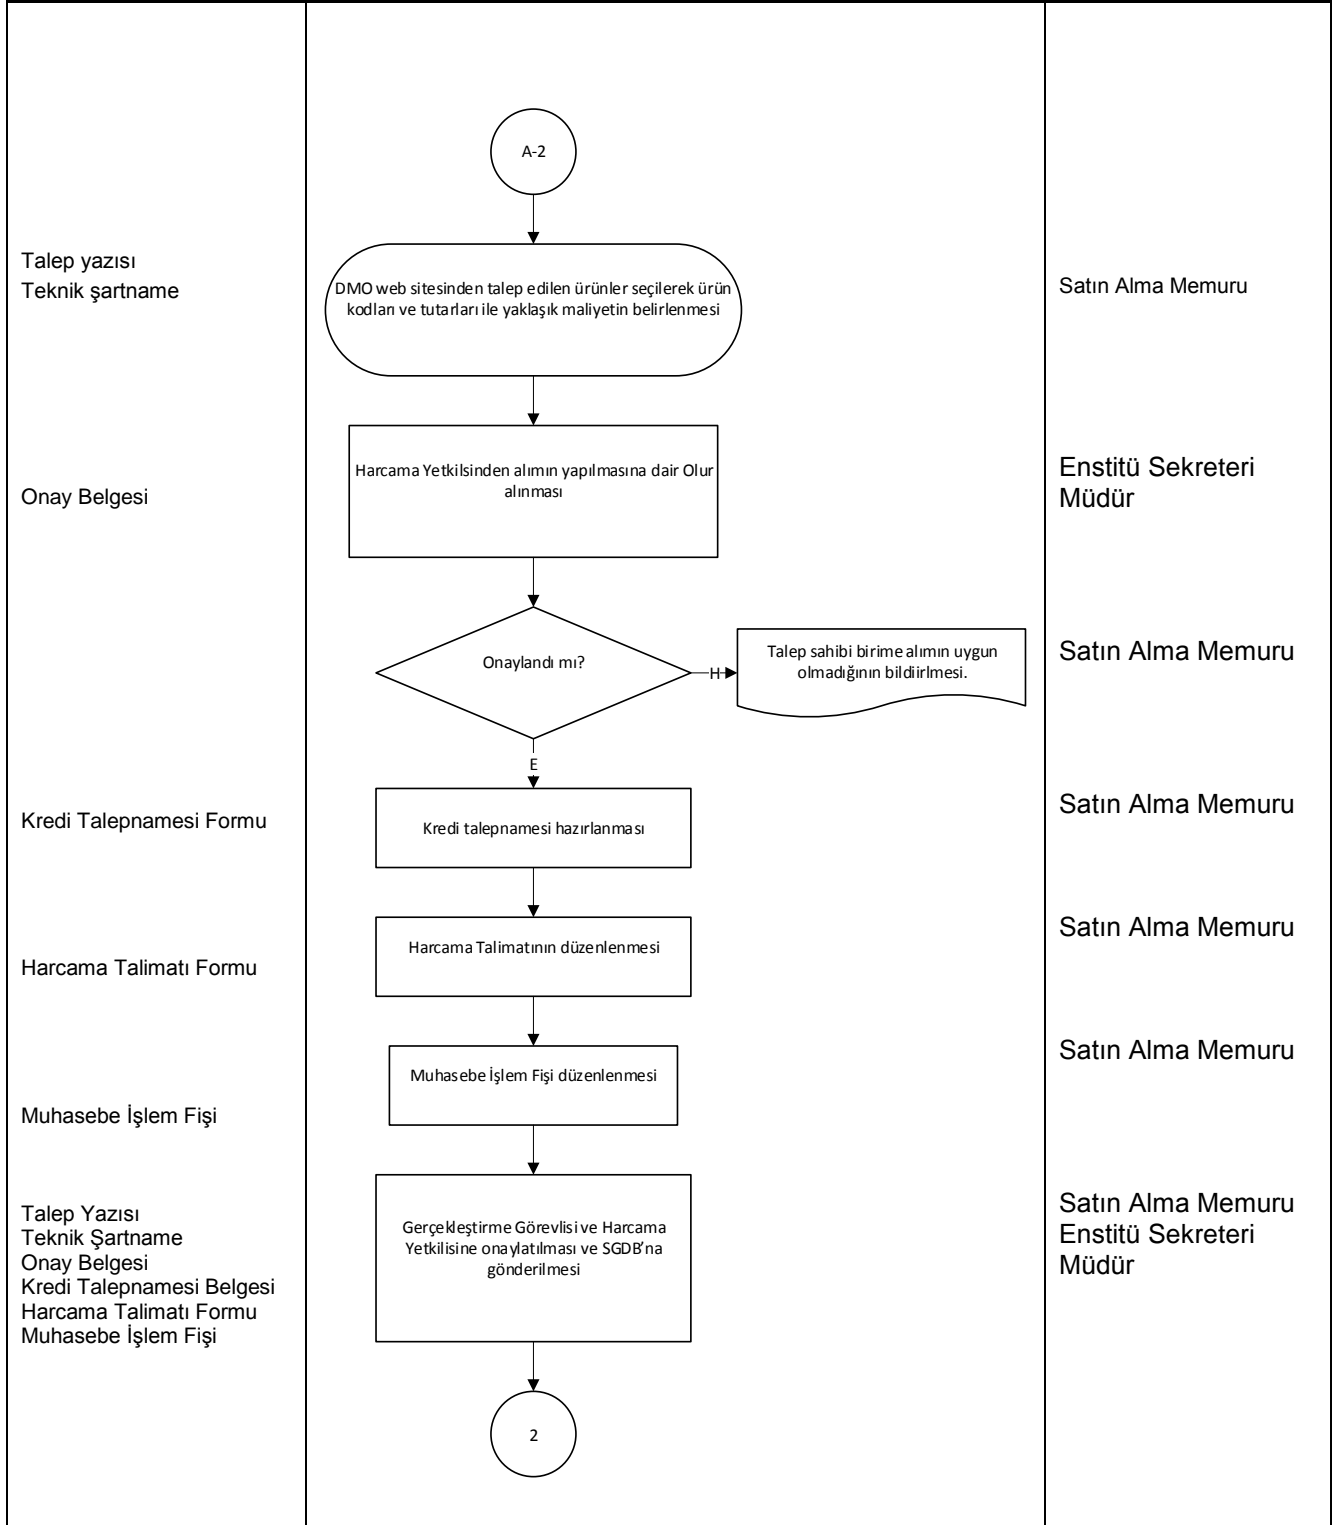 A-2
Talep yazısı
Teknik şartname
DMO web sitesinden talep edilen ürünler seçilerek ürün
kodları ve tutarları ile yaklaşık maliyetin belirlenmesi
Satın Alma Memuru
Onay Belgesi
Harcama Yetkilsinden alımın yapılmasına dair Olur
alınması
Enstitü Sekreteri
Müdür
Onaylandı mı?
H
Talep sahibi birime alımın uygun
olmadığının bildiirlmesi.
Satın Alma Memuru
E
Kredi Talepnamesi Formu
Kredi talepnamesi hazırlanması
Satın Alma Memuru
Harcama Talimatı Formu
Harcama Talimatının düzenlenmesi
Satın Alma Memuru
Muhasebe İşlem Fişi
Muhasebe İşlem Fişi düzenlenmesi
Satın Alma Memuru
Talep Yazısı
Teknik Şartname
Onay Belgesi
Kredi Talepnamesi Belgesi
Harcama Talimatı Formu
Muhasebe İşlem Fişi
Gerçekleştirme Görevlisi ve Harcama
Yetkilisine onaylatılması ve SGDB’na
gönderilmesi
Satın Alma Memuru
Enstitü Sekreteri
Müdür
2